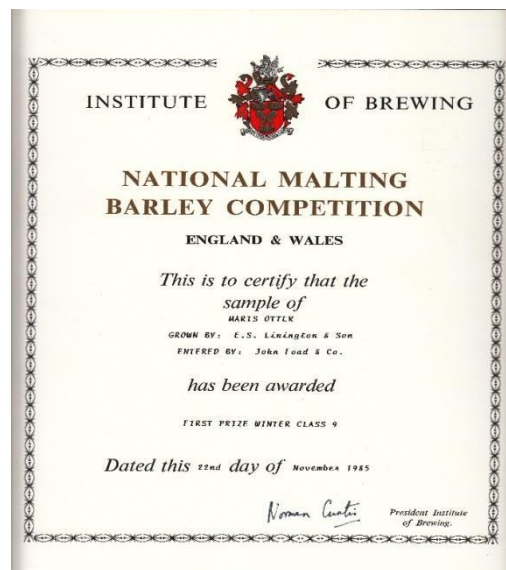 INSTITUTE OF BREWING
NATIONAL MALTING
BARLEY COMPETITION
ENGLAND & WALES
This is to certify that the
sample of
MARIS OTTER
GROWN BY: E.S. Linington & Son
ENTERED BY: John & Co.
has been awarded
FIRST PRIZE WINTER CLASS 9
Dated this 22nd day of November 1985
Norman Curtis
President Institute
of Brewing.